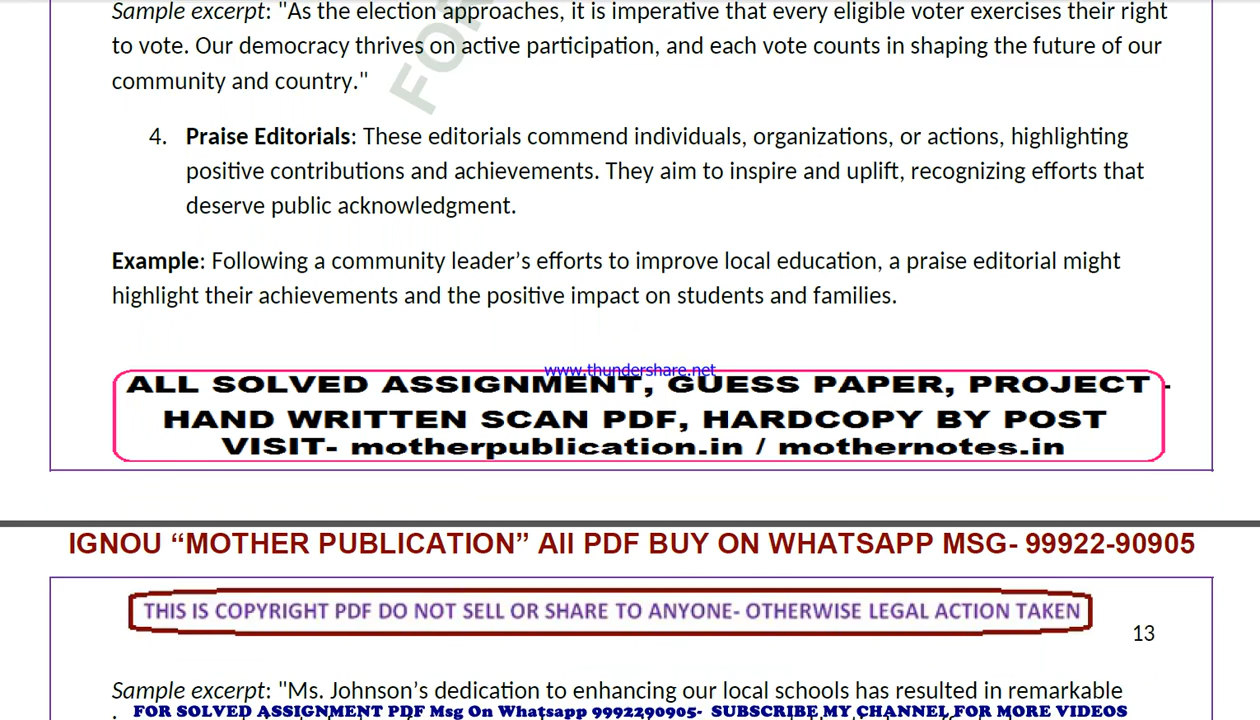 Sample excerpt: "As the election approaches, it is imperative that every eligible voter exercises their right
to vote. Our democracy thrives on active participation, and each vote counts in shaping the future of our
community and country."
FOR
4. Praise Editorials: These editorials commend individuals, organizations, or actions, highlighting
positive contributions and achievements. They aim to inspire and uplift, recognizing efforts that
deserve public acknowledgment.
Example: Following a community leader’s efforts to improve local education, a praise editorial might
highlight their achievements and the positive impact on students and families.
www.thundershare.net
ALL SOLVED ASSIGNMENT, GUESS PAPER, PROJECT -
HAND WRITTEN SCAN PDF, HARDCOPY BY POST
VISIT- motherpublication.in / mothernotes.in
IGNOU “MOTHER PUBLICATION” All PDF BUY ON WHATSAPP MSG- 99922-90905
THIS IS COPYRIGHT PDF DO NOT SELL OR SHARE TO ANYONE- OTHERWISE LEGAL ACTION TAKEN
13
Sample excerpt: "Ms. Johnson’s dedication to enhancing our local schools has resulted in remarkable
FOR SOLVED ASSIGNMENT PDF Msg On Whatsapp 9992290905- SUBSCRIBE MY CHANNEL FOR MORE VIDEOS